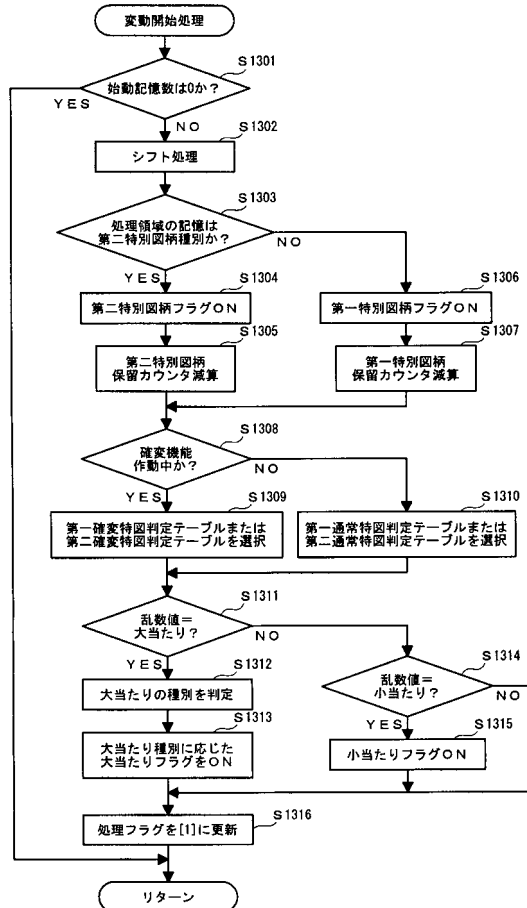 変動開始処理
S1301
始動記憶数は0か？
YES
NO
S1302
シフト処理
S1303
処理領域の記憶は
第二特別図柄種別か？
NO
YES
S1304
第二特別図柄フラグON
S1306
第一特別図柄フラグON
S1305
第二特別図柄
保留カウンタ減算
S1307
第一特別図柄
保留カウンタ減算
S1308
確変機能
作動中か？
NO
YES
S1309
第一確変特図判定テーブルまたは
第二確変特図判定テーブルを選択
S1310
第一通常特図判定テーブルまたは
第二通常特図判定テーブルを選択
S1311
乱数値＝
大当たり？
NO
YES
S1312
大当たりの種別を判定
S1314
乱数値＝
小当たり？
NO
YES
S1313
大当たり種別に応じた
大当たりフラグをON
S1315
小当たりフラグON
S1316
処理フラグを[1]に更新
リターン